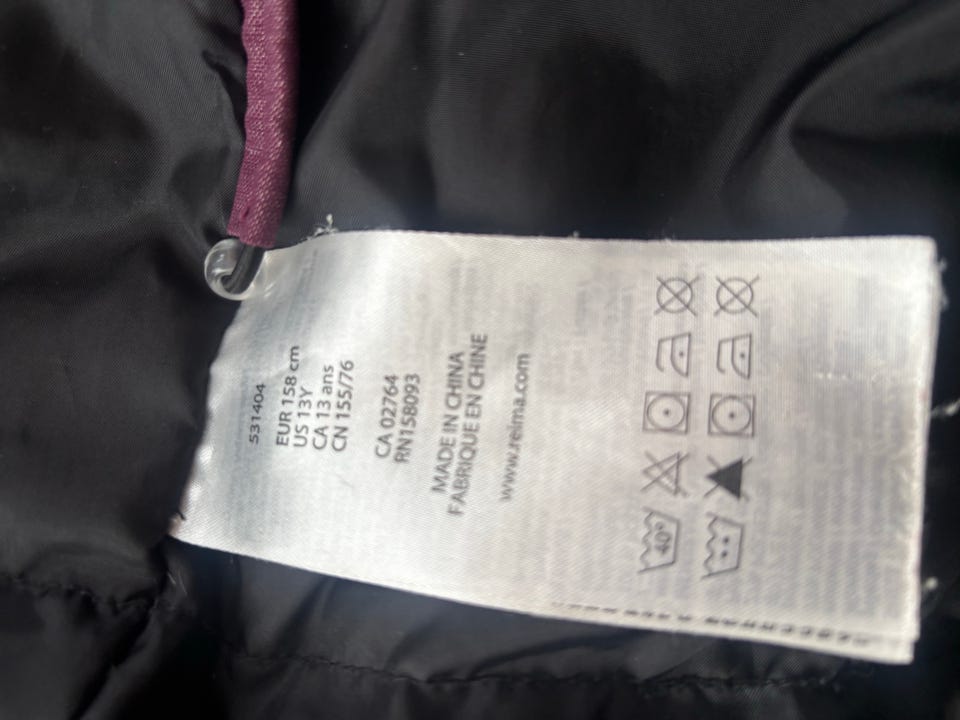 531404
EUR 158 cm
US 13Y
CA 13 ans
CN 155/76
CA 02764
RN158093
MADE IN CHINA
FABRIQUE EN CHINE
www.reima.com
40°